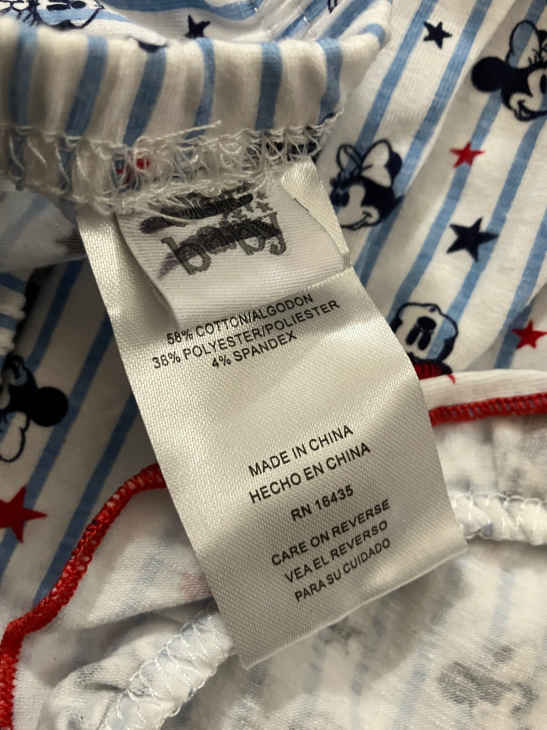 baby
58% COTTON/ALGODON
38% POLYESTER/POLIESTER
4% SPANDEX
MADE IN CHINA
HECHO EN CHINA
RN 16435
CARE ON REVERSE
VEA EL REVERSO
PARA SU CUIDADO